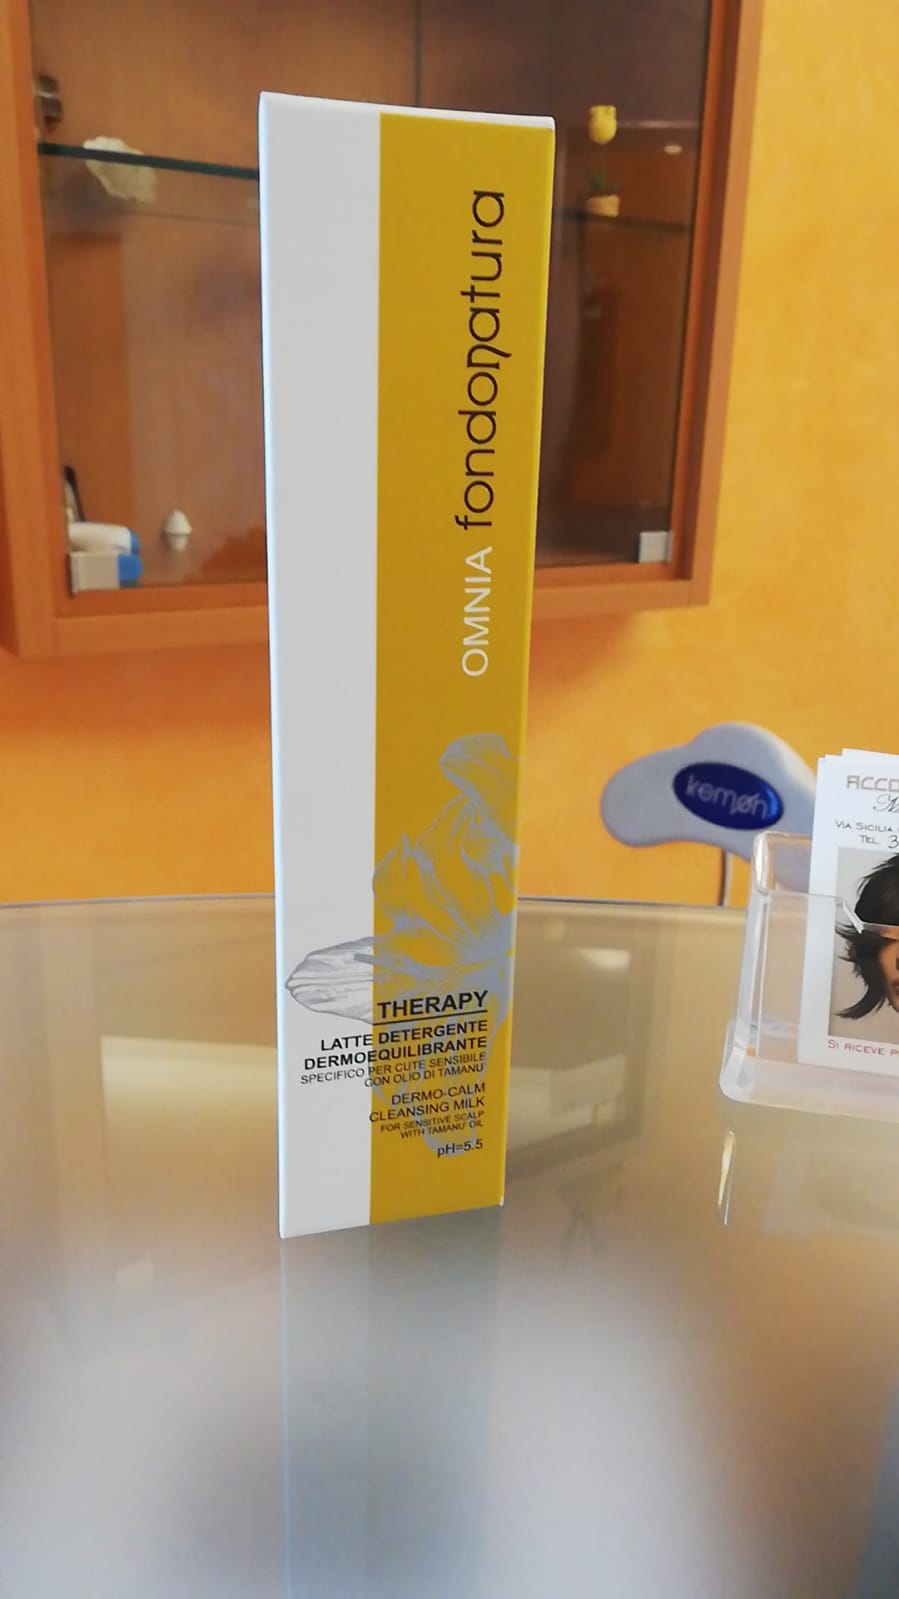 OMNIA fondonatura
THERAPY
LATTE DETERGENTE
DERMOEQUILIBRANTE
SPECIFICO PER CUTE SENSIBILE
CON OLIO DI TAMANU'
DERMO-CALM
CLEANSING MILK
FOR SENSITIVE SCALP
WITH TAMANU' OIL
pH=5.5
kemon
VIA SICILIA
TEL. 3
SI RICEVE P